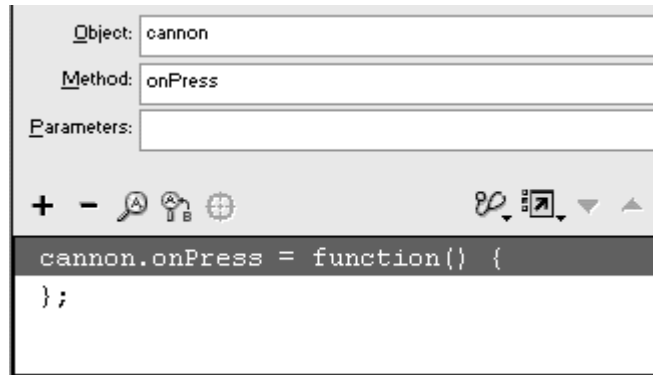 Object: cannon
Method: onPress
Parameters:
cannon.onPress = function() {
};